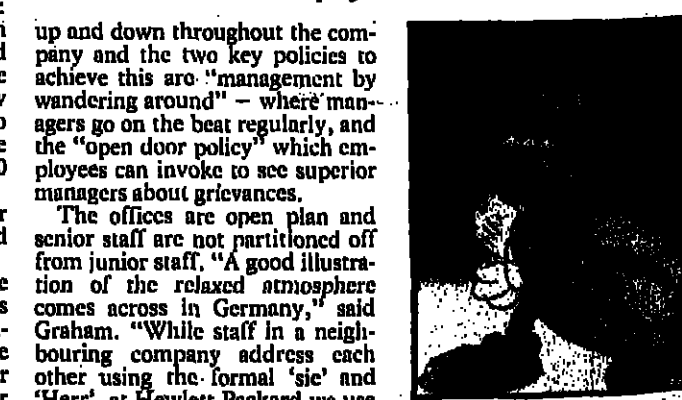 up and down throughout the com-
pany and the two key policies to
achieve this are "management by
wandering around" – where man-
agers go on the beat regularly, and
the "open door policy" which em-
ployees can invoke to see superior
managers about grievances.
The offices are open plan and
senior staff are not partitioned off
from junior staff. "A good illustra-
tion of the relaxed atmosphere
comes across in Germany," said
Graham. "While staff in a neigh-
bouring company address each
other using the formal 'sie' and
'Herr', at Hewlett Packard we use